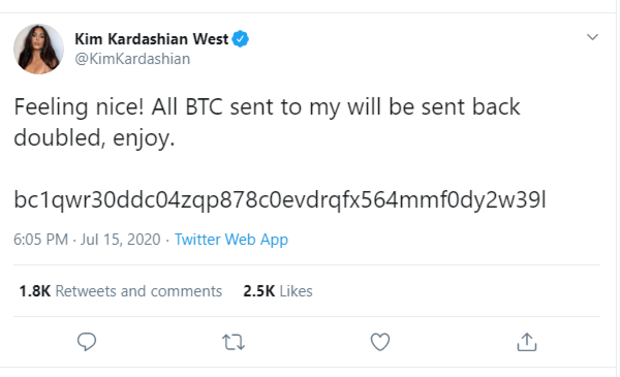 Kim Kardashian West
@KimKardashian
Feeling nice! All BTC sent to my will be sent back
doubled, enjoy.
bc1qwr30ddc04zqp878c0evdrqfx564mmf0dy2w39l
6:05 PM · Jul 15, 2020 · Twitter Web App
1.8K Retweets and comments 2.5K Likes